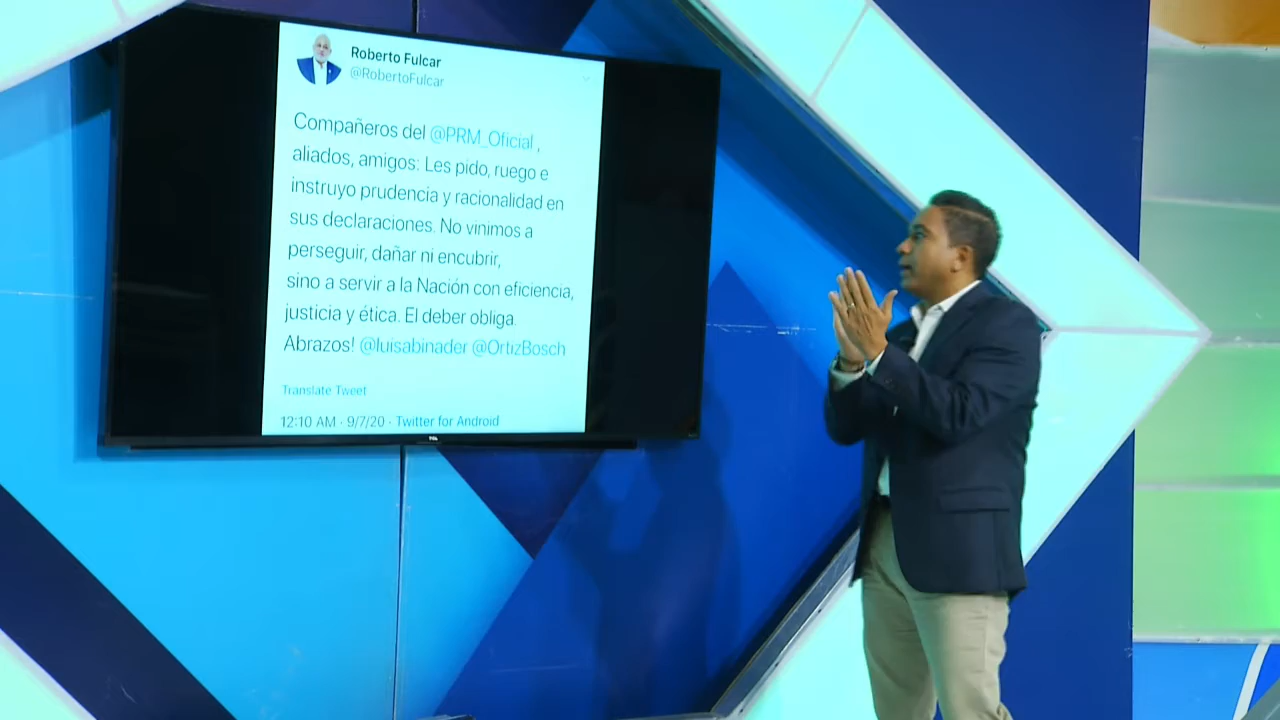 Roberto Fulcar
@RobertoFulcar
Compañeros del @PRM_Oficial ,
aliados, amigos: Les pido, ruego e
instruyo prudencia y racionalidad en
sus declaraciones. No vinimos a
perseguir, dañar ni encubrir,
sino a servir a la Nación con eficiencia,
justicia y ética. El deber obliga.
Abrazos! @luisabinader @OrtizBosch
Translate Tweet
12:10 AM · 9/7/20 · Twitter for Android
TCL